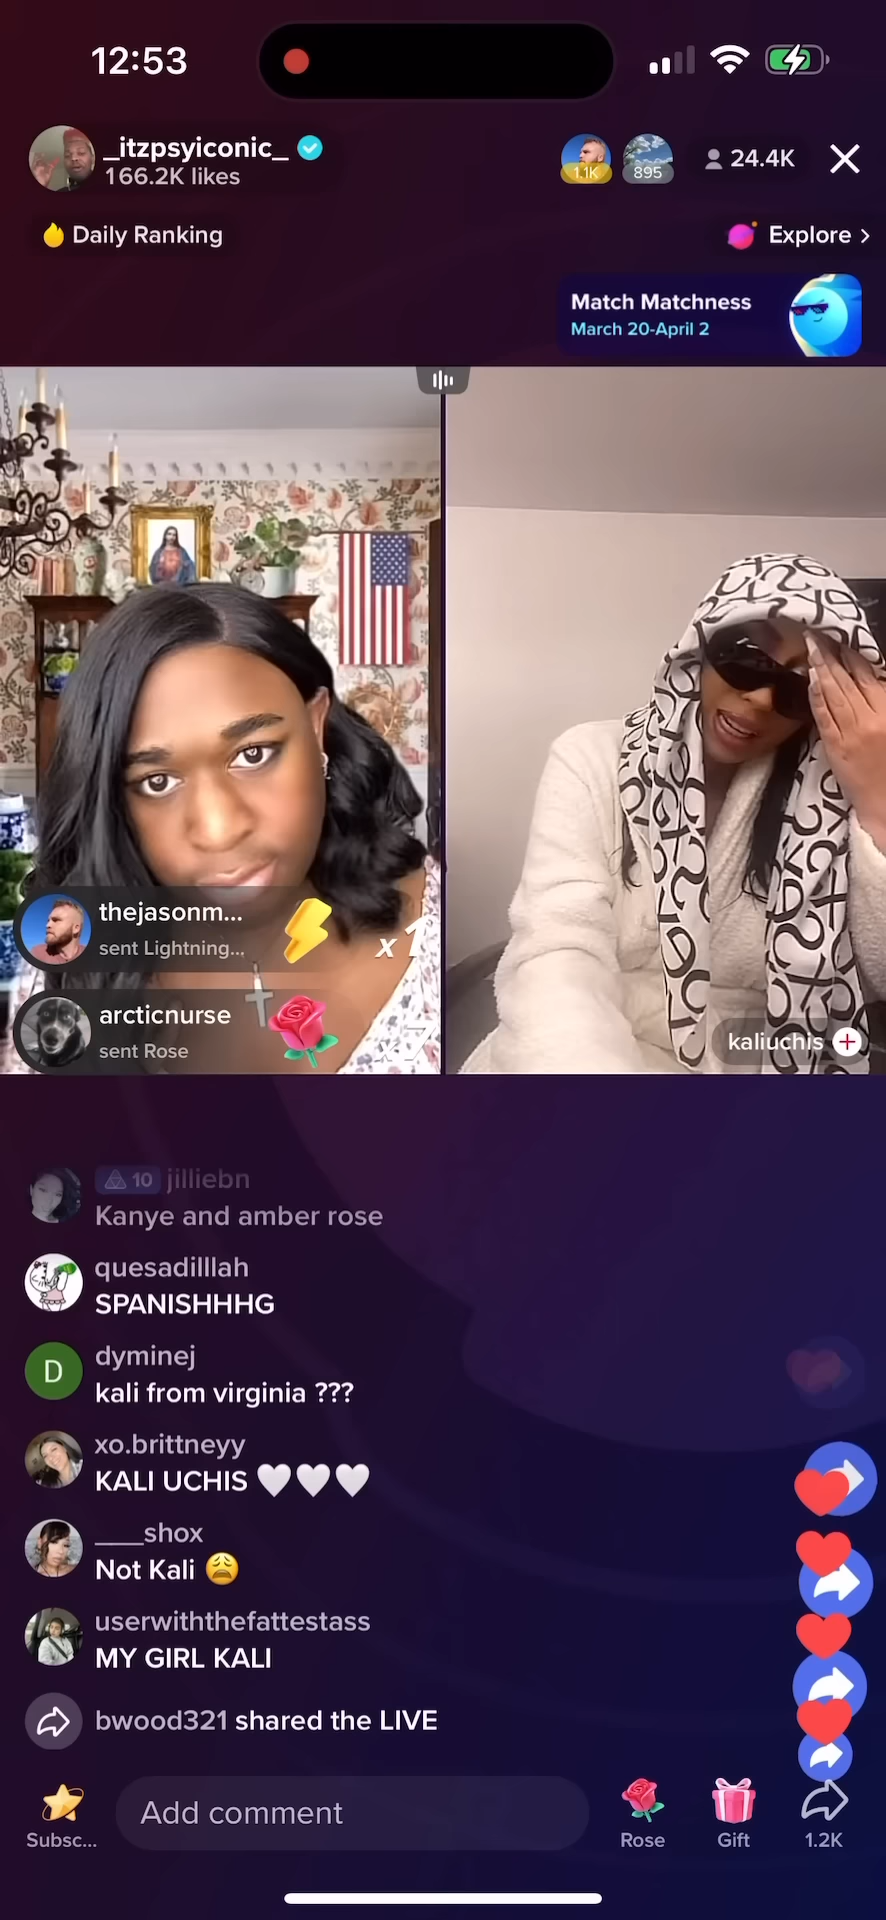 12:53
_itzpsyiconic_
166.2K likes
1.1K
895
24.4K
Daily Ranking
Explore >
Match Matchness
March 20-April 2
thejasonm...
sent Lightning...
x1
arcticnurse
sent Rose
x7
kaliuchis
10 jilliebn
Kanye and amber rose
quesadilllah
SPANISHHHG
D
dyminej
kali from virginia ???
xo.brittneyy
KALI UCHIS 🤍🤍🤍
____shox
Not Kali 😩
userwiththefattestass
MY GIRL KALI
bwood321 shared the LIVE
Subsc...
Add comment
Rose
Gift
1.2K